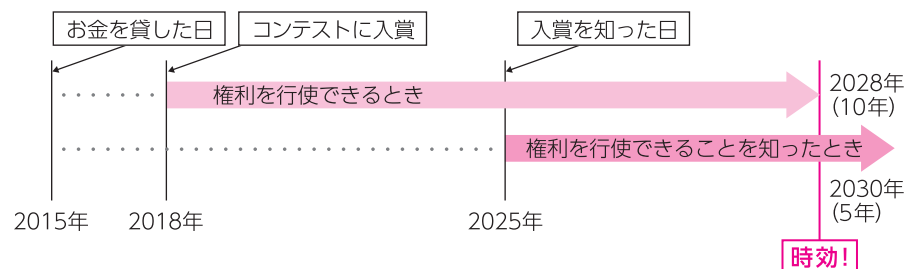 お金を貸した日
コンテストに入賞
入賞を知った日
権利を行使できるとき
2028年
(10年)
権利を行使できることを知ったとき
2030年
(5年)
2015年
2018年
2025年
時効!